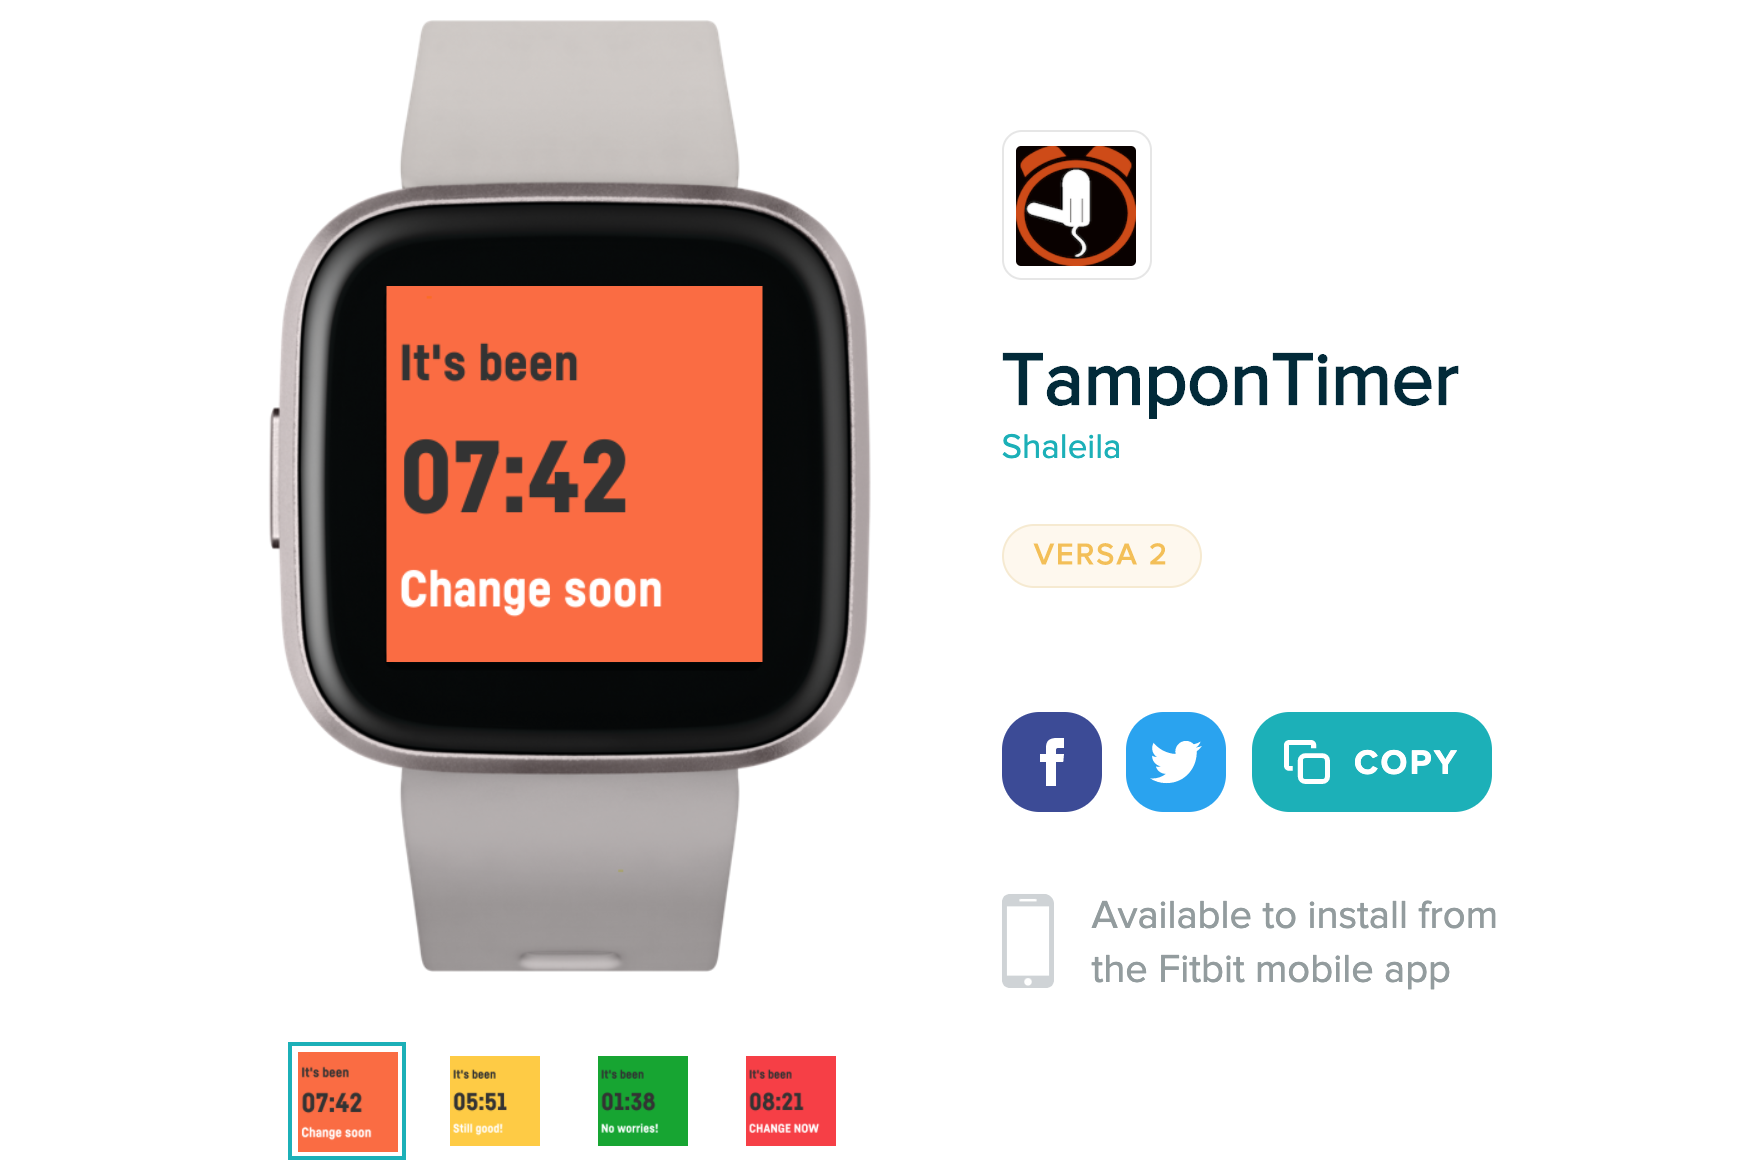 It's been
07:42
Change soon
TamponTimer
Shaleila
VERSA 2
f
COPY
Available to install from
the Fitbit mobile app
It's been
07:42
Change soon
It's been
05:51
Still good!
It's been
01:38
No worries!
It's been
08:21
CHANGE NOW